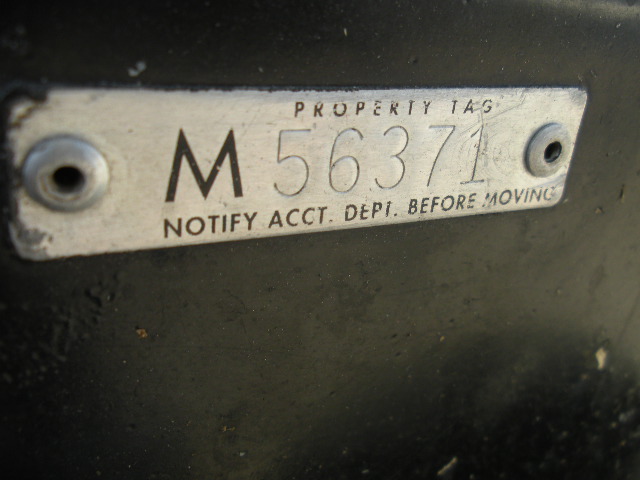 PROPERTY TAG
M 56371
NOTIFY ACCT. DEPT. BEFORE MOVING